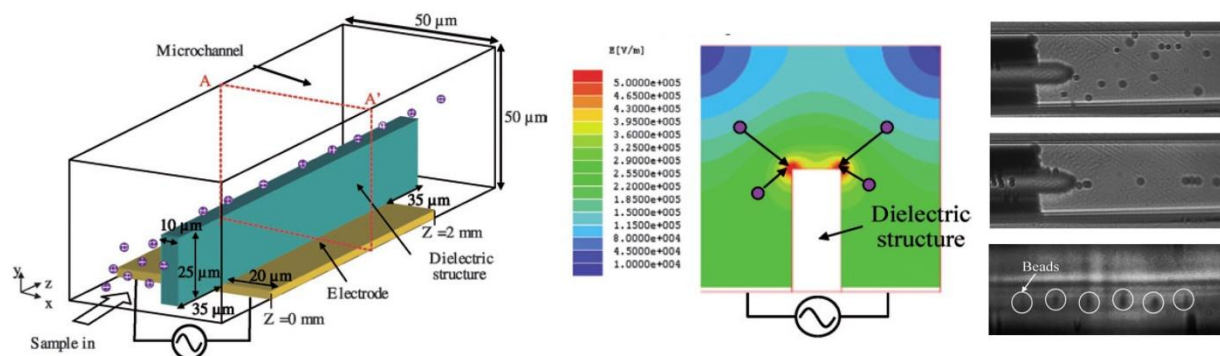 50 µm
Microchannel
A
A'
50 µm
35 µm
10 µm
Z =2 mm
25 µm
Dielectric
structure
20 µm
y
z
x
Electrode
35 µm
Z =0 mm
Sample in
E[V/m]
5.0000e+005
4.6500e+005
4.3000e+005
3.9500e+005
3.6000e+005
3.2500e+005
2.9000e+005
2.5500e+005
2.2000e+005
1.8500e+005
1.5000e+005
1.1500e+005
8.0000e+004
4.5000e+004
1.0000e+004
Dielectric
structure
Beads